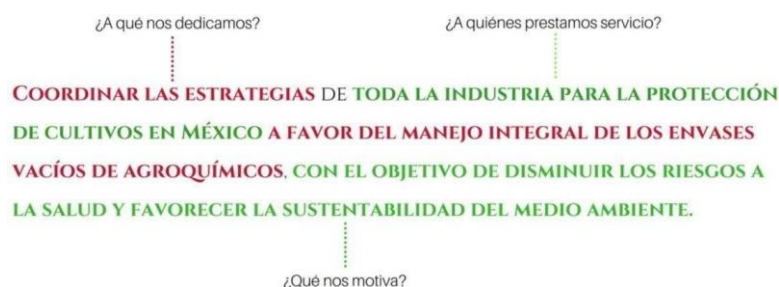 ¿A qué nos dedicamos? ¿A quiénes prestamos servicio?
COORDINAR LAS ESTRATEGIAS DE TODA LA INDUSTRIA PARA LA PROTECCIÓN
DE CULTIVOS EN MÉXICO A FAVOR DEL MANEJO INTEGRAL DE LOS ENVASES
VACÍOS DE AGROQUÍMICOS, CON EL OBJETIVO DE DISMINUIR LOS RIESGOS A
LA SALUD Y FAVORECER LA SUSTENTABILIDAD DEL MEDIO AMBIENTE.
¿Qué nos motiva?